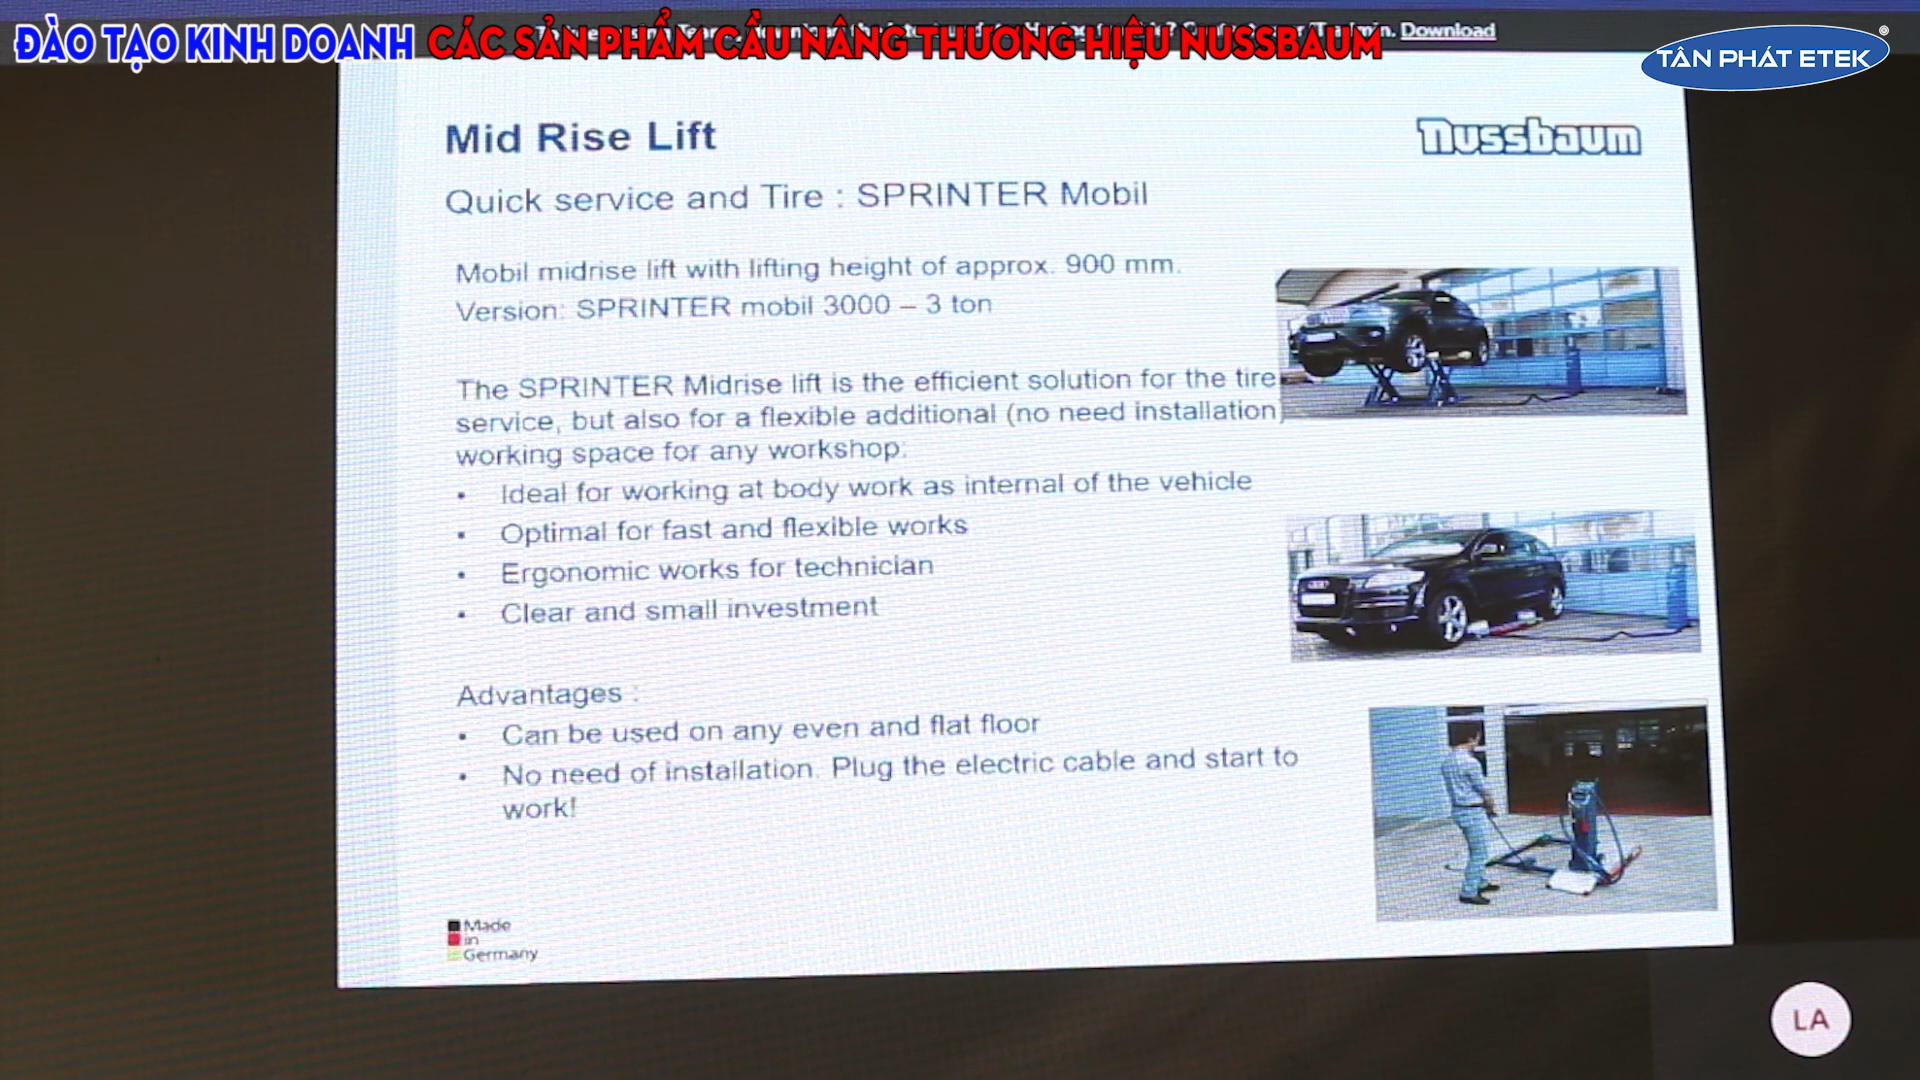 ĐÀO TẠO KINH DOANH CÁC SẢN PHẨM CẦU NÂNG THƯƠNG HIỆU NUSSBAUM
Download
TÂN PHÁT ETEK
Mid Rise Lift
Nussbaum
Quick service and Tire : SPRINTER Mobil
Mobil midrise lift with lifting height of approx. 900 mm.
Version: SPRINTER mobil 3000 – 3 ton
The SPRINTER Midrise lift is the efficient solution for the tire
service, but also for a flexible additional (no need installation)
working space for any workshop:
• Ideal for working at body work as internal of the vehicle
• Optimal for fast and flexible works
• Ergonomic works for technician
• Clear and small investment
Advantages :
• Can be used on any even and flat floor
• No need of installation. Plug the electric cable and start to
work!
Made
in
Germany
LA